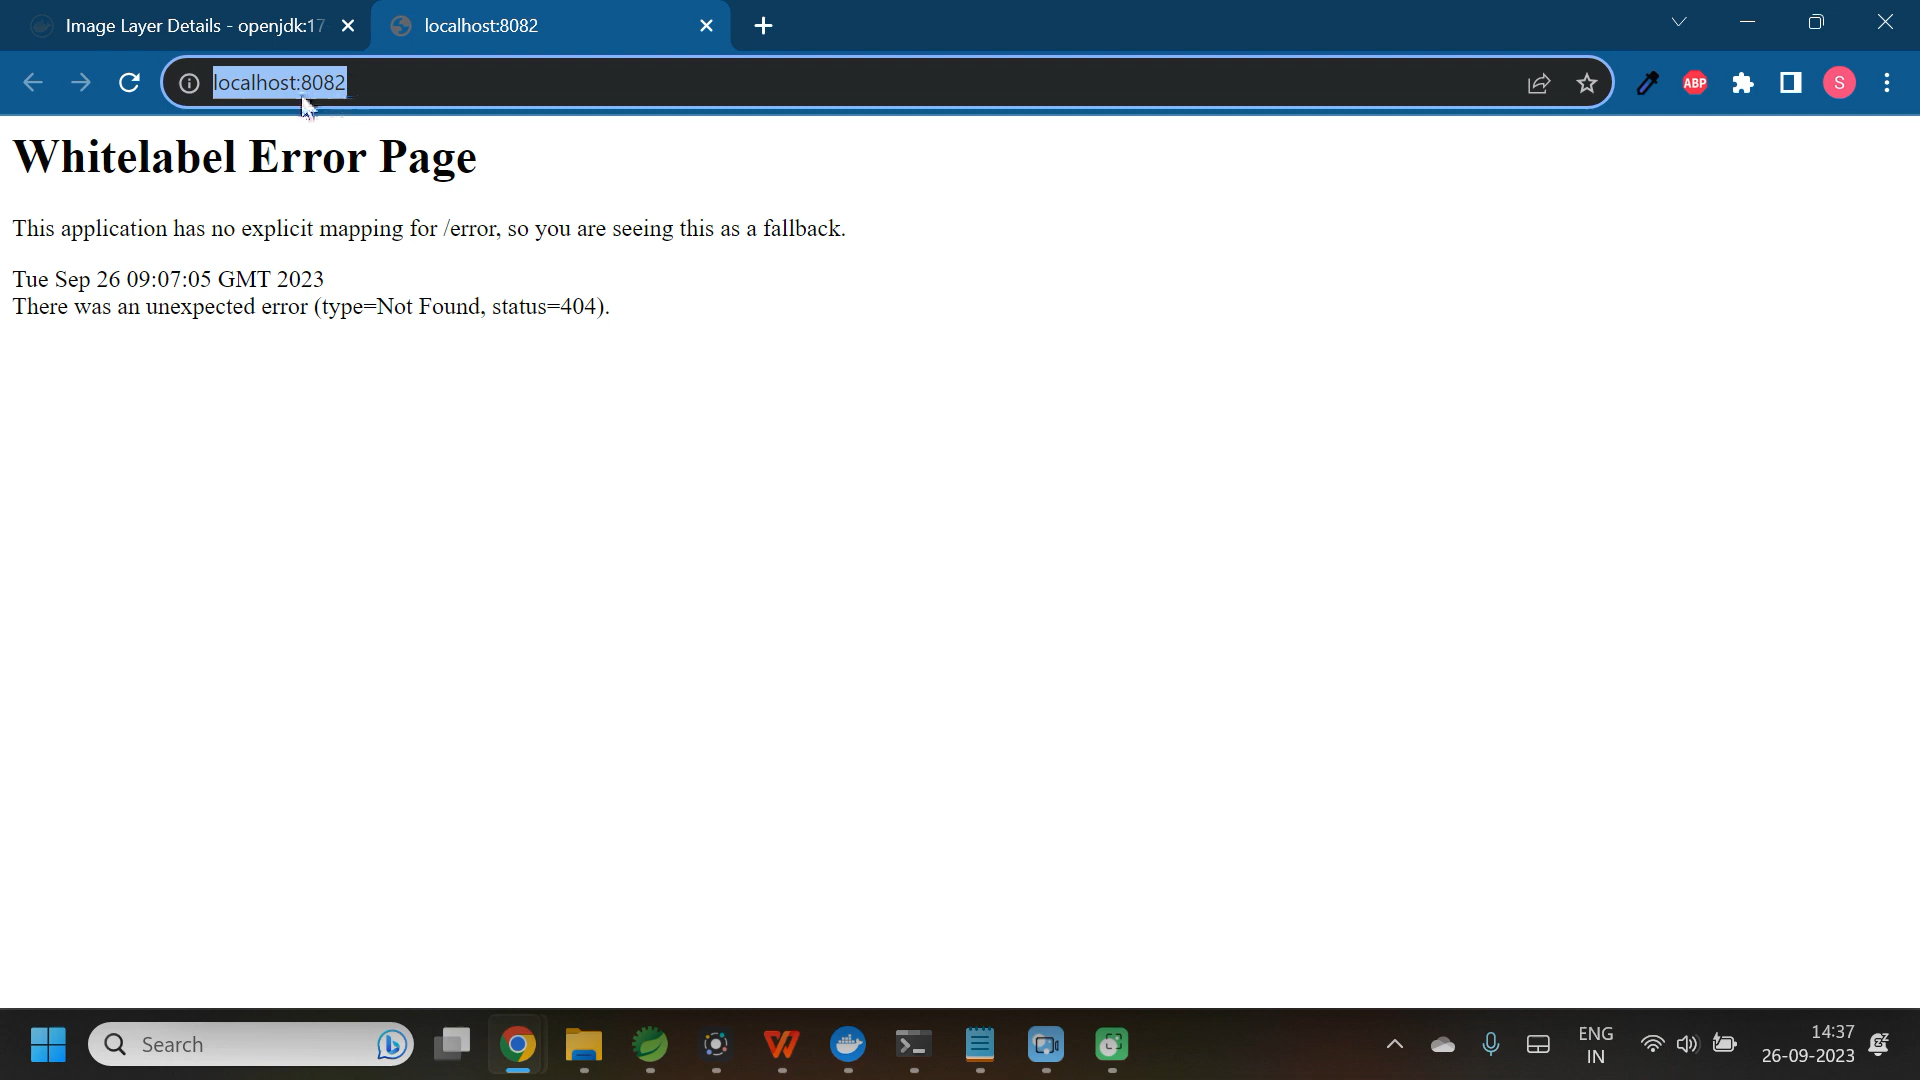 Image Layer Details - openjdk:17
localhost:8082
localhost:8082
ABP
S
Whitelabel Error Page
This application has no explicit mapping for /error, so you are seeing this as a fallback.
Tue Sep 26 09:07:05 GMT 2023
There was an unexpected error (type=Not Found, status=404).
Search
ENG
IN
14:37
26-09-2023